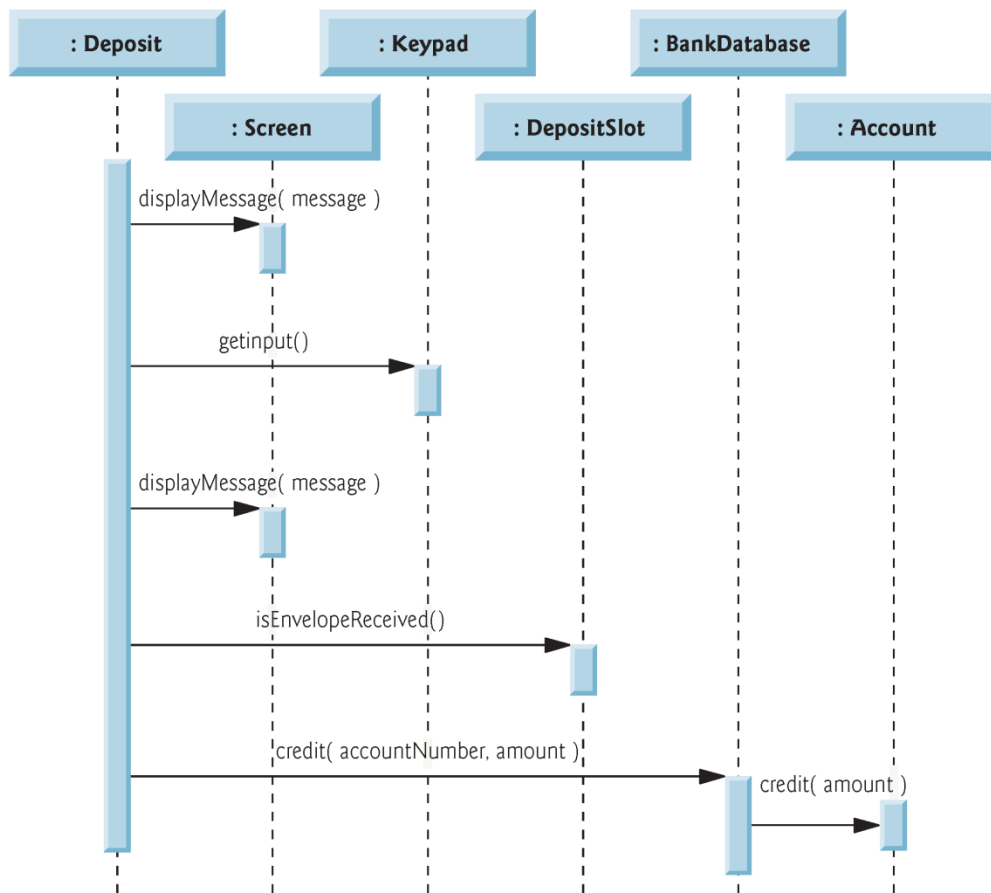 : Deposit
: Keypad
: BankDatabase
: Screen
: DepositSlot
: Account
displayMessage( message )
getinput()
displayMessage( message )
isEnvelopeReceived()
credit( accountNumber, amount )
credit( amount )